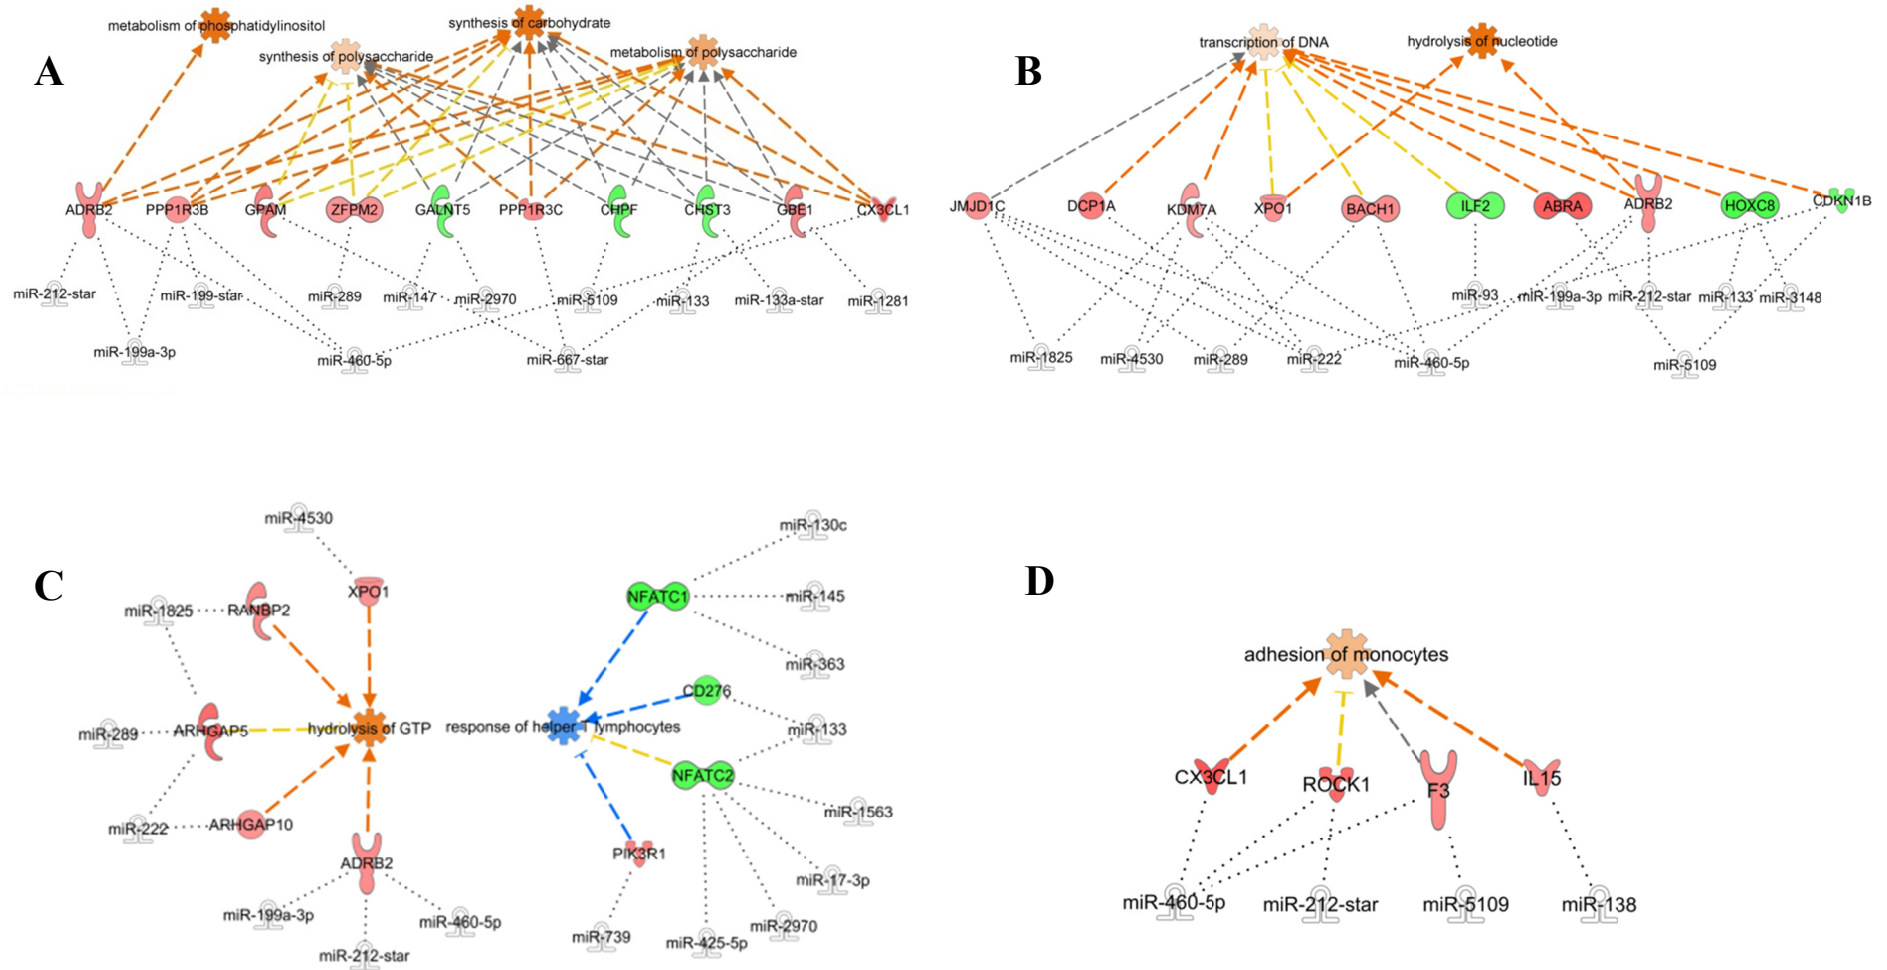 A
metabolism of phosphatidylinositol
synthesis of carbohydrate
synthesis of polysaccharide
metabolism of polysaccharide
ADRB2
PPP1R3B
GPAM
ZFPM2
GALNT5
PPP1R3C
CHPF
CHST3
GBE1
CX3CL1
miR-212-star
miR-199-star
miR-289
miR-147
miR-2970
miR-5109
miR-133
miR-133a-star
miR-1281
miR-199a-3p
miR-460-5p
miR-667-star
B
transcription of DNA
hydrolysis of nucleotide
JMJD1C
DCP1A
KDM7A
XPO1
BACH1
ILF2
ABRA
ADRB2
HOXC8
CDKN1B
miR-93
miR-199a-3p
miR-212-star
miR-133
miR-3148
miR-1825
miR-4530
miR-289
miR-222
miR-460-5p
miR-5109
C
miR-4530
XPO1
miR-1825
RANBP2
miR-289
ARHGAP5
hydrolysis of GTP
miR-222
ARHGAP10
ADRB2
miR-199a-3p
miR-460-5p
miR-212-star
miR-130c
NFATC1
miR-145
miR-363
CD276
response of helper T lymphocytes
miR-133
NFATC2
miR-1563
PIK3R1
miR-17-3p
miR-2970
miR-739
miR-425-5p
D
adhesion of monocytes
CX3CL1
ROCK1
F3
IL15
miR-460-5p
miR-212-star
miR-5109
miR-138